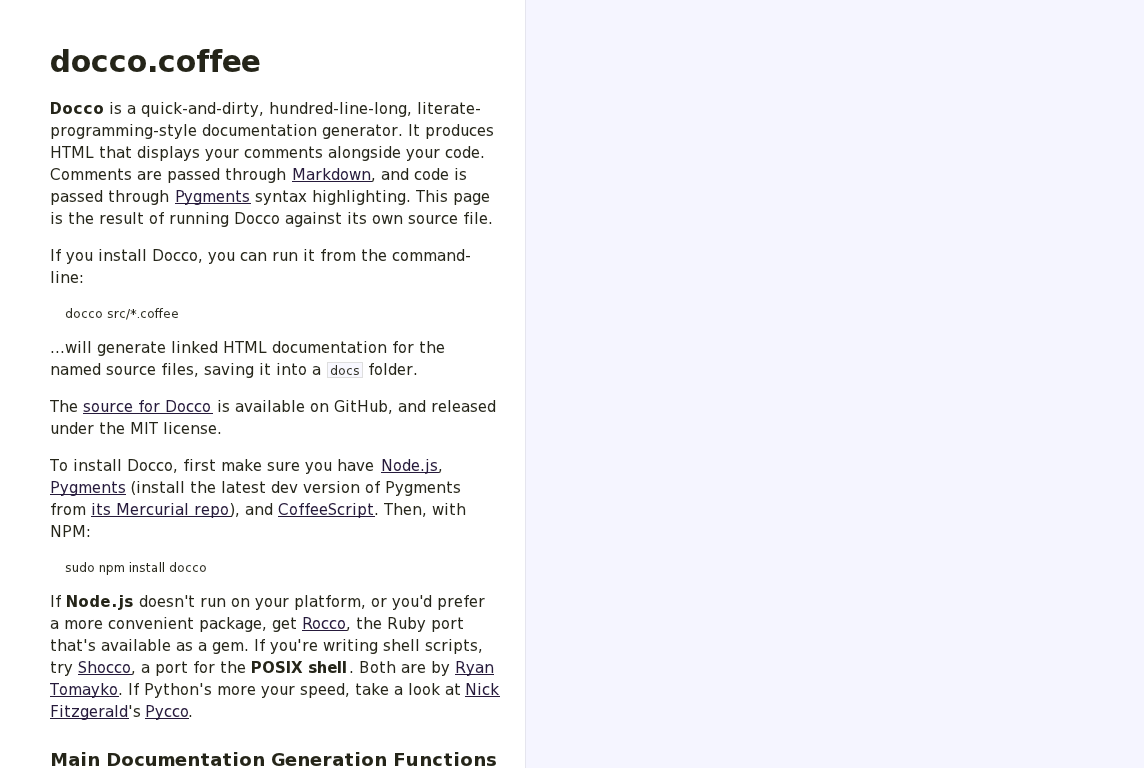 docco.coffee
Docco is a quick-and-dirty, hundred-line-long, literate-
programming-style documentation generator. It produces
HTML that displays your comments alongside your code.
Comments are passed through Markdown, and code is
passed through Pygments syntax highlighting. This page
is the result of running Docco against its own source file.
If you install Docco, you can run it from the command-
line:
docco src/*.coffee
...will generate linked HTML documentation for the
named source files, saving it into a docs folder.
The source for Docco is available on GitHub, and released
under the MIT license.
To install Docco, first make sure you have Node.js,
Pygments (install the latest dev version of Pygments
from its Mercurial repo), and CoffeeScript. Then, with
NPM:
sudo npm install docco
If Node.js doesn't run on your platform, or you'd prefer
a more convenient package, get Rocco, the Ruby port
that's available as a gem. If you're writing shell scripts,
try Shocco, a port for the POSIX shell. Both are by Ryan
Tomayko. If Python's more your speed, take a look at Nick
Fitzgerald's Pycco.
Main Documentation Generation Functions